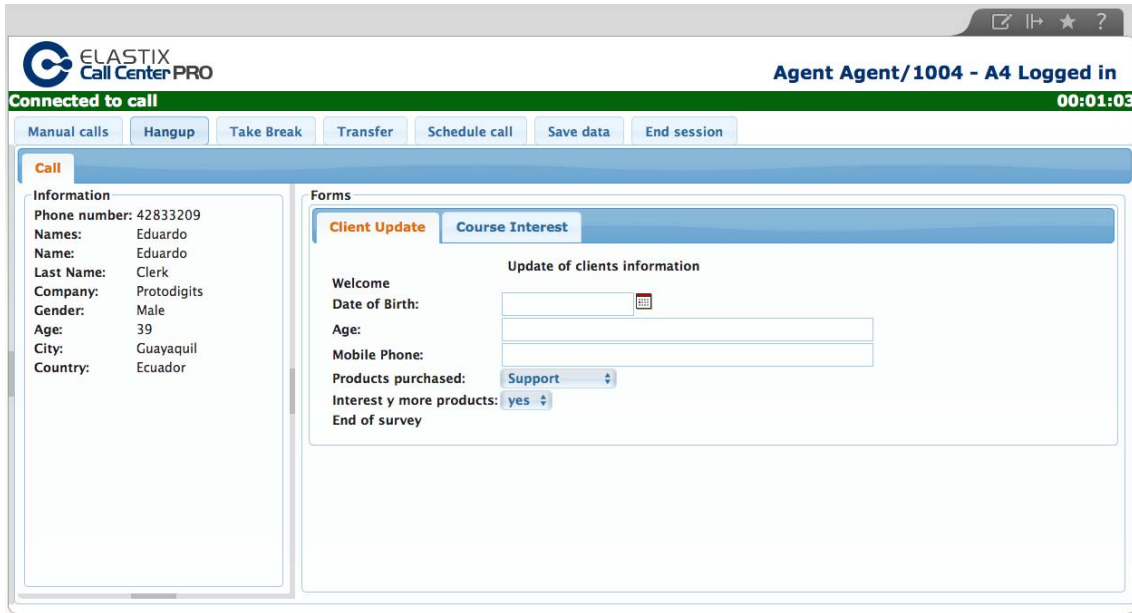 ?
ELASTIX
Call Center PRO
Agent Agent/1004 - A4 Logged in
Connected to call 00:01:03
Manual calls Hangup Take Break Transfer Schedule call Save data End session
Call
Information
Phone number: 42833209
Names: Eduardo
Name: Eduardo
Last Name: Clerk
Company: Protodigits
Gender: Male
Age: 39
City: Guayaquil
Country: Ecuador
Forms
Client Update Course Interest
Update of clients information
Welcome
Date of Birth:
Age:
Mobile Phone:
Products purchased: Support
Interest y more products: yes
End of survey